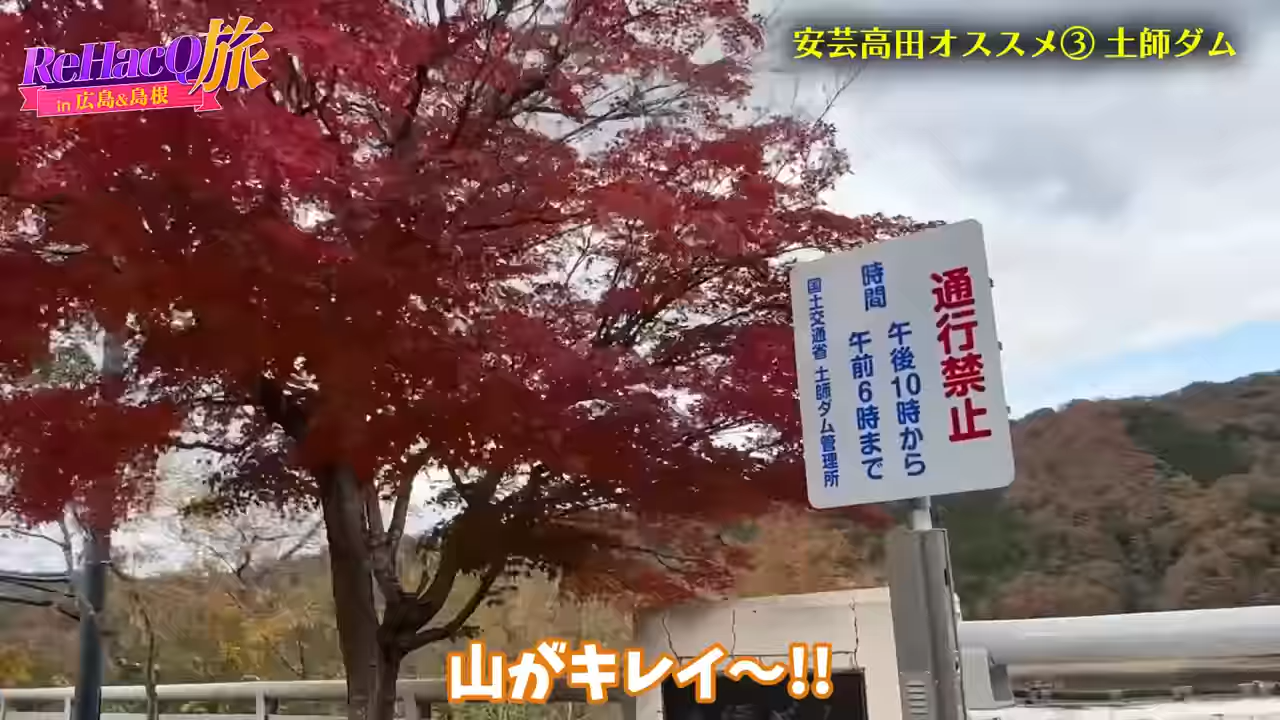 ReHacQ旅
in 広島&島根
安芸高田オススメ③ 土師ダム
通行禁止
時間 午後10時から
午前6時まで
国土交通省 土師ダム管理所
山がキレイ～!!